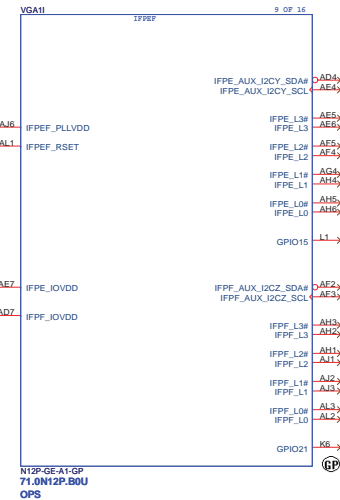 VGA1I
9 OF 16
IFPEF
IFPE_AUX_I2CY_SDA# AD4
IFPE_AUX_I2CY_SCL AE4
IFPE_L3# AE5
IFPE_L3 AE6
AJ6 IFPEF_PLLVDD
AL1 IFPEF_RSET
IFPE_L2# AF5
IFPE_L2 AF4
IFPE_L1# AG4
IFPE_L1 AH4
IFPE_L0# AH5
IFPE_L0 AH6
GPIO15 L1
AE7 IFPE_IOVDD
IFPF_AUX_I2CZ_SDA# AF2
IFPF_AUX_I2CZ_SCL AF3
AD7 IFPF_IOVDD
IFPF_L3# AH3
IFPF_L3 AH2
IFPF_L2# AH1
IFPF_L2 AJ1
IFPF_L1# AJ2
IFPF_L1 AJ3
IFPF_L0# AL3
IFPF_L0 AL2
GPIO21 K6
GP
N12P-GE-A1-GP
71.0N12P.B0U
OPS